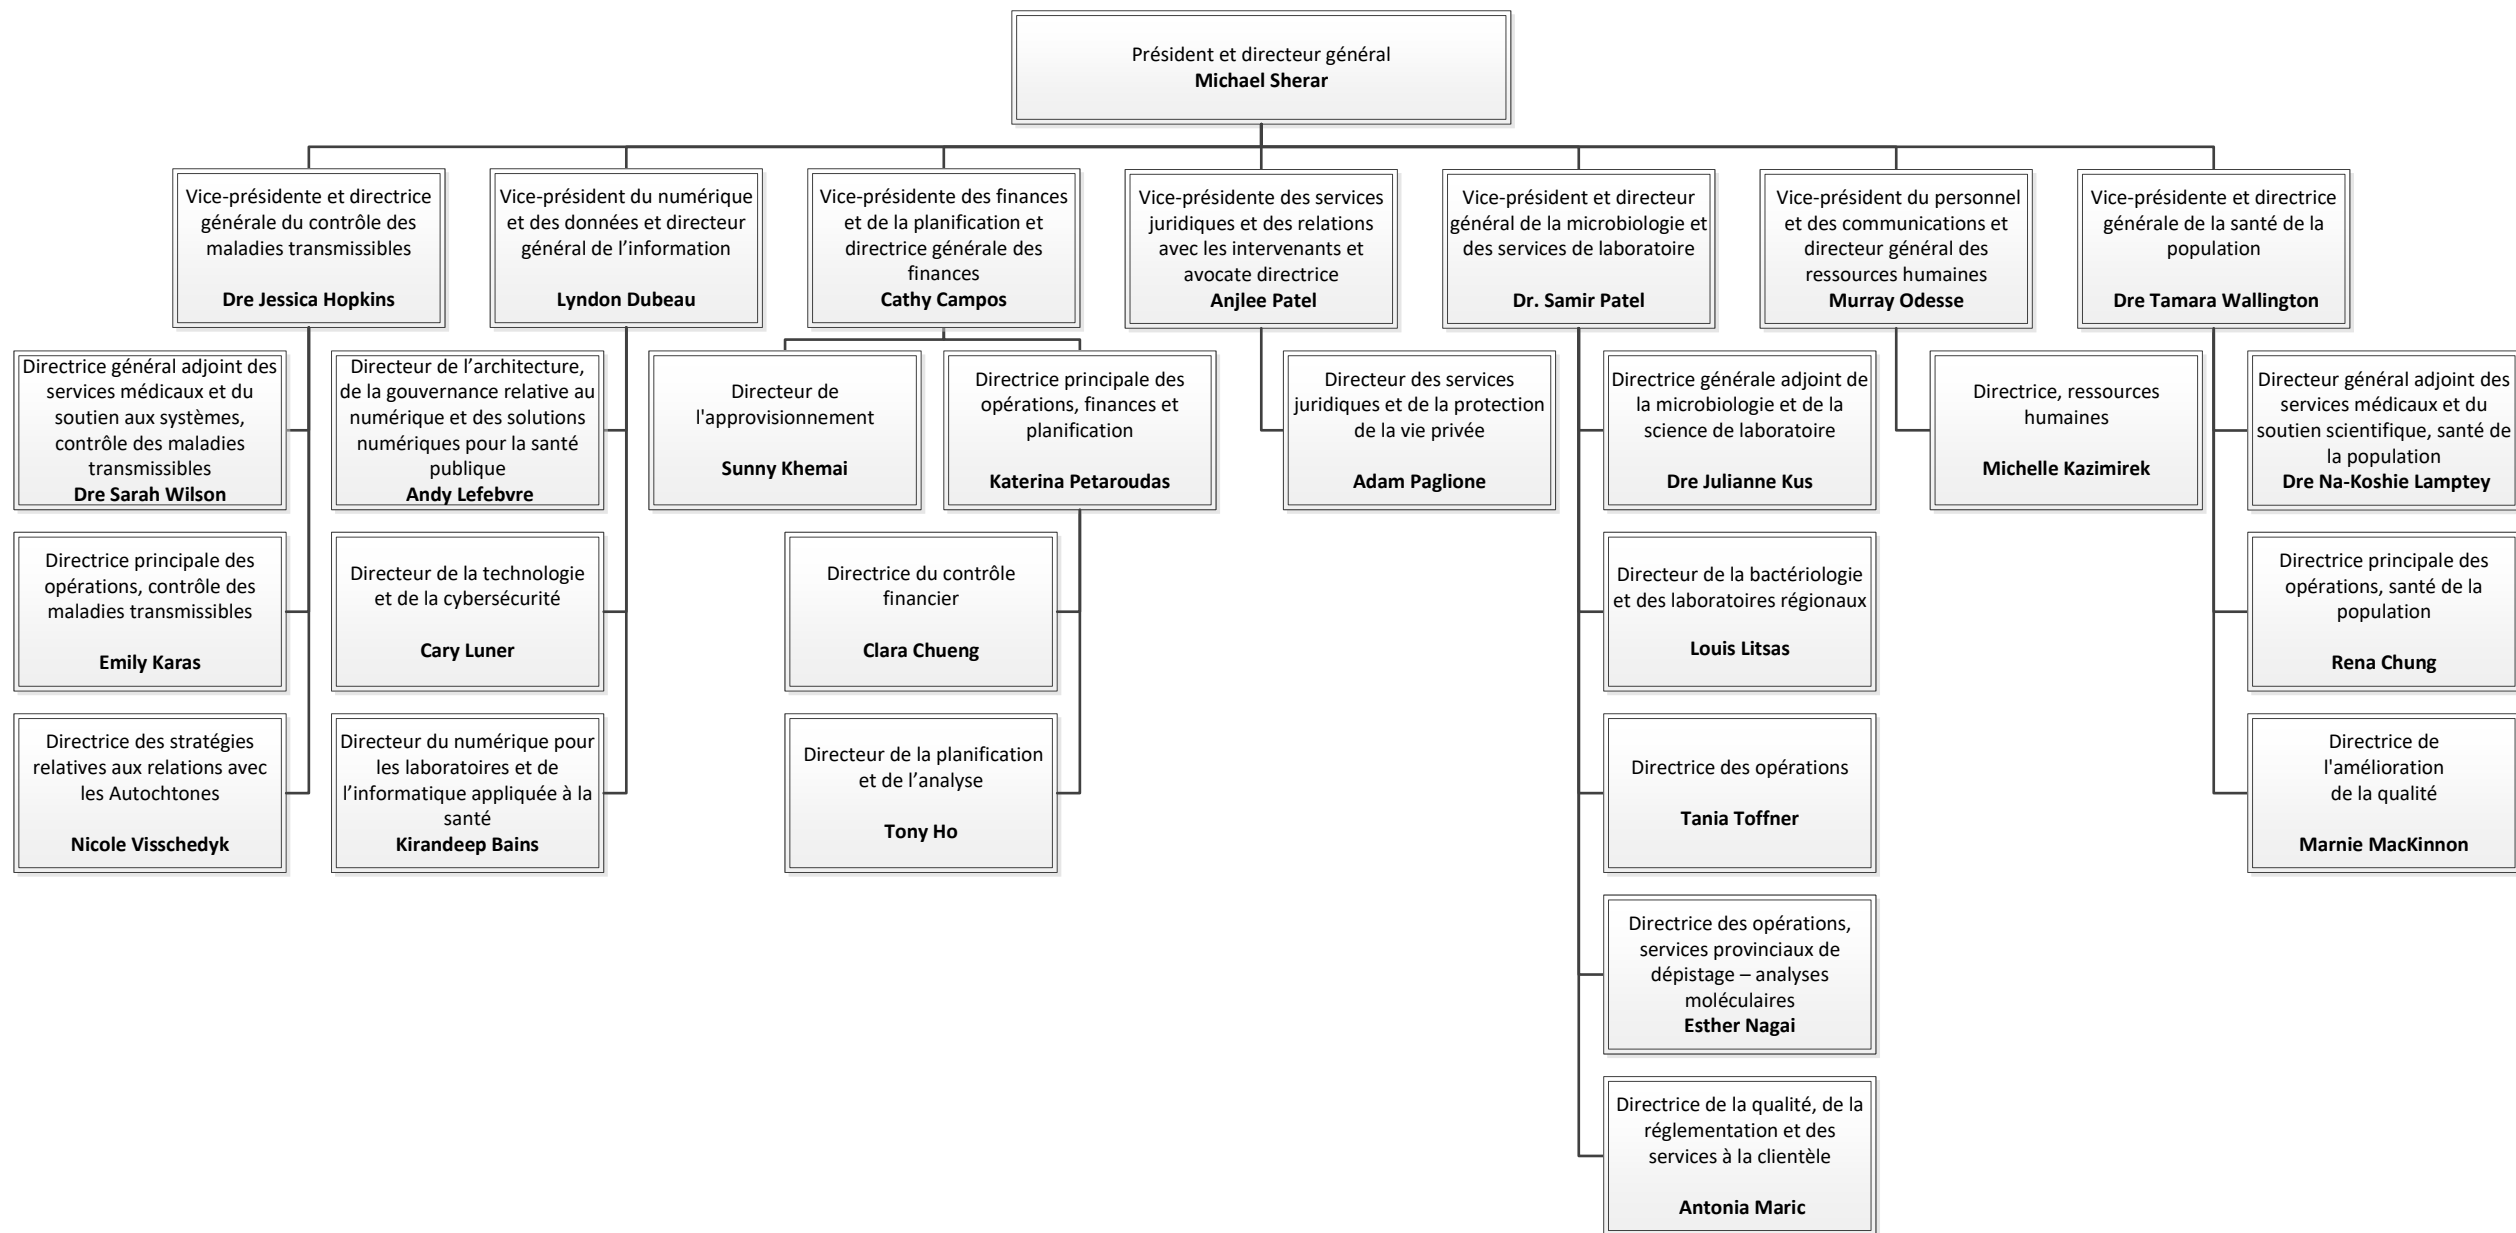 Président et directeur général
Michael Sherar
Vice-présidente et directrice
générale du contrôle des
maladies transmissibles
Dre Jessica Hopkins
Vice-président du numérique
et des données et directeur
général de l’information
Lyndon Dubeau
Vice-présidente des finances
et de la planification et
directrice générale des
finances
Cathy Campos
Vice-présidente des services
juridiques et des relations
avec les intervenants et
avocate directrice
Anjlee Patel
Vice-président et directeur
général de la microbiologie et
des services de laboratoire
Dr. Samir Patel
Vice-président du personnel
et des communications et
directeur général des
ressources humaines
Murray Odesse
Vice-présidente et directrice
générale de la santé de la
population
Dre Tamara Wallington
Directrice général adjoint des
services médicaux et du
soutien aux systèmes,
contrôle des maladies
transmissibles
Dre Sarah Wilson
Directeur de l’architecture,
de la gouvernance relative au
numérique et des solutions
numériques pour la santé
publique
Andy Lefebvre
Directeur de
l'approvisionnement
Sunny Khemai
Directrice principale des
opérations, finances et
planification
Katerina Petaroudas
Directeur des services
juridiques et de la protection
de la vie privée
Adam Paglione
Directrice générale adjoint de
la microbiologie et de la
science de laboratoire
Dre Julianne Kus
Directrice, ressources
humaines
Michelle Kazimirek
Directeur général adjoint des
services médicaux et du
soutien scientifique, santé de
la population
Dre Na-Koshie Lamptey
Directrice principale des
opérations, contrôle des
maladies transmissibles
Emily Karas
Directeur de la technologie
et de la cybersécurité
Cary Luner
Directrice du contrôle
financier
Clara Chueng
Directeur de la bactériologie
et des laboratoires régionaux
Louis Litsas
Directrice principale des
opérations, santé de la
population
Rena Chung
Directrice des stratégies
relatives aux relations avec
les Autochtones
Nicole Visschedyk
Directeur du numérique pour
les laboratoires et de
l’informatique appliquée à la
santé
Kirandeep Bains
Directeur de la planification
et de l’analyse
Tony Ho
Directrice des opérations
Tania Toffner
Directrice de
l'amélioration
de la qualité
Marnie MacKinnon
Directrice des opérations,
services provinciaux de
dépistage – analyses
moléculaires
Esther Nagai
Directrice de la qualité, de la
réglementation et des
services à la clientèle
Antonia Maric